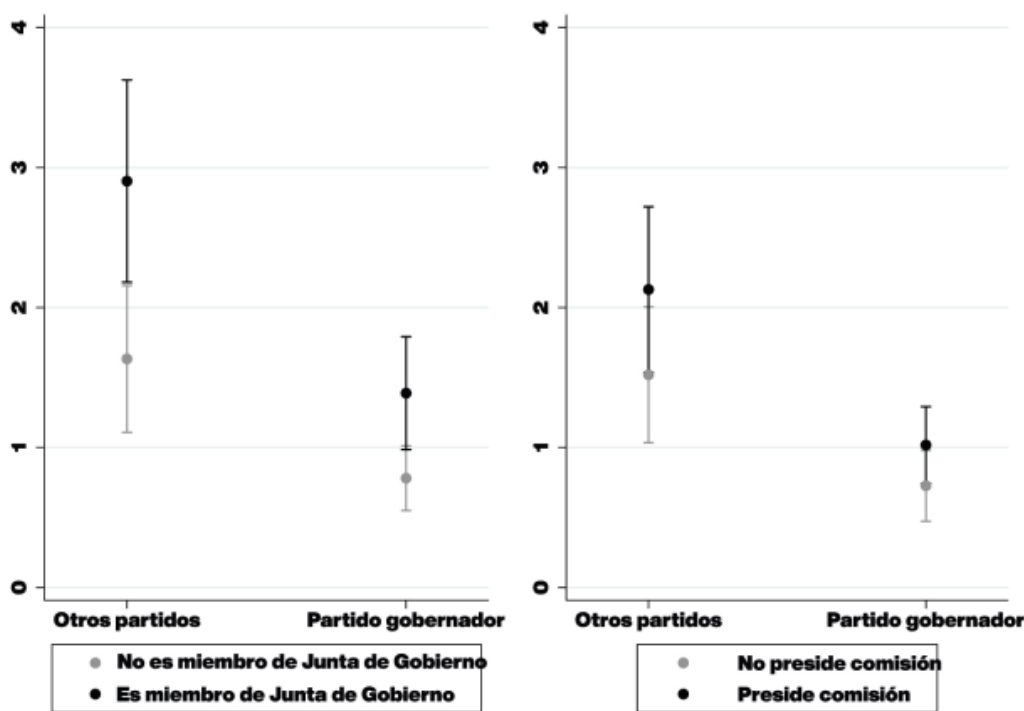 4
3
2
1
0
Otros partidos
Partido gobernador
No es miembro de Junta de Gobierno
Es miembro de Junta de Gobierno
4
3
2
1
0
Otros partidos
Partido gobernador
No preside comisión
Preside comisión